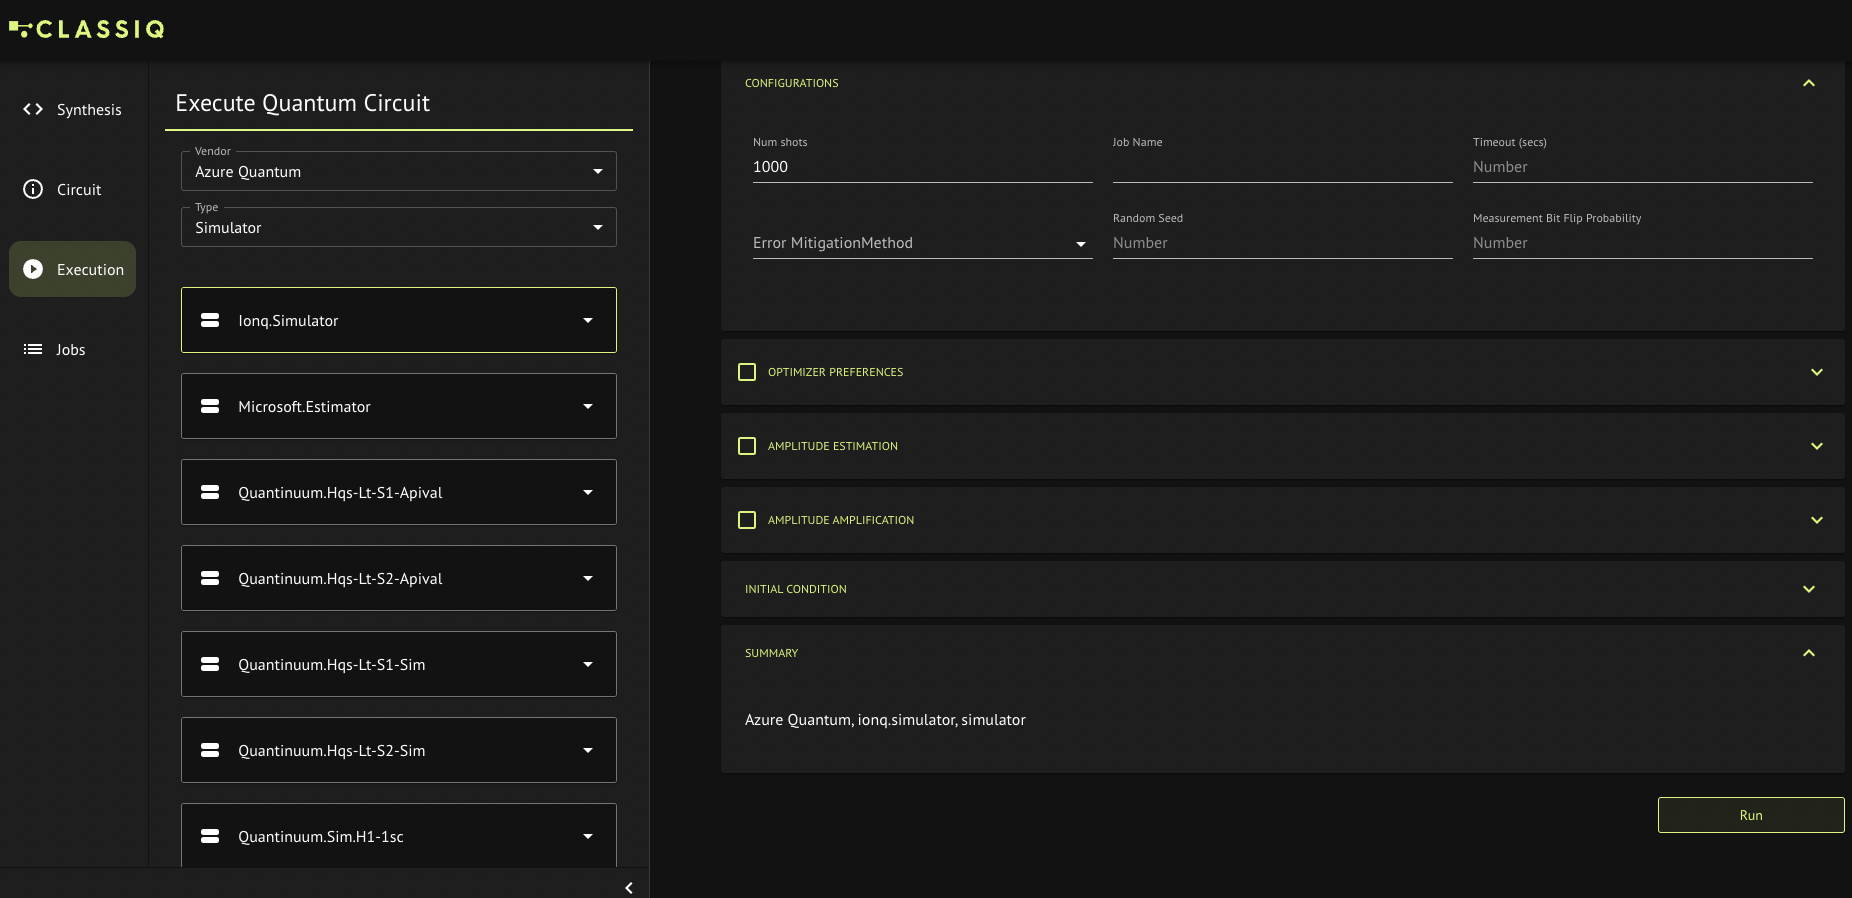 CLASSIQ
Synthesis
Circuit
Execution
Jobs
Execute Quantum Circuit
Vendor
Azure Quantum
Type
Simulator
Ionq.Simulator
Microsoft.Estimator
Quantinuum.Hqs-Lt-S1-Apival
Quantinuum.Hqs-Lt-S2-Apival
Quantinuum.Hqs-Lt-S1-Sim
Quantinuum.Hqs-Lt-S2-Sim
Quantinuum.Sim.H1-1sc
CONFIGURATIONS
Num shots
1000
Job Name
Timeout (secs)
Number
Error MitigationMethod
Random Seed
Number
Measurement Bit Flip Probability
Number
OPTIMIZER PREFERENCES
AMPLITUDE ESTIMATION
AMPLITUDE AMPLIFICATION
INITIAL CONDITION
SUMMARY
Azure Quantum, ionq.simulator, simulator
Run